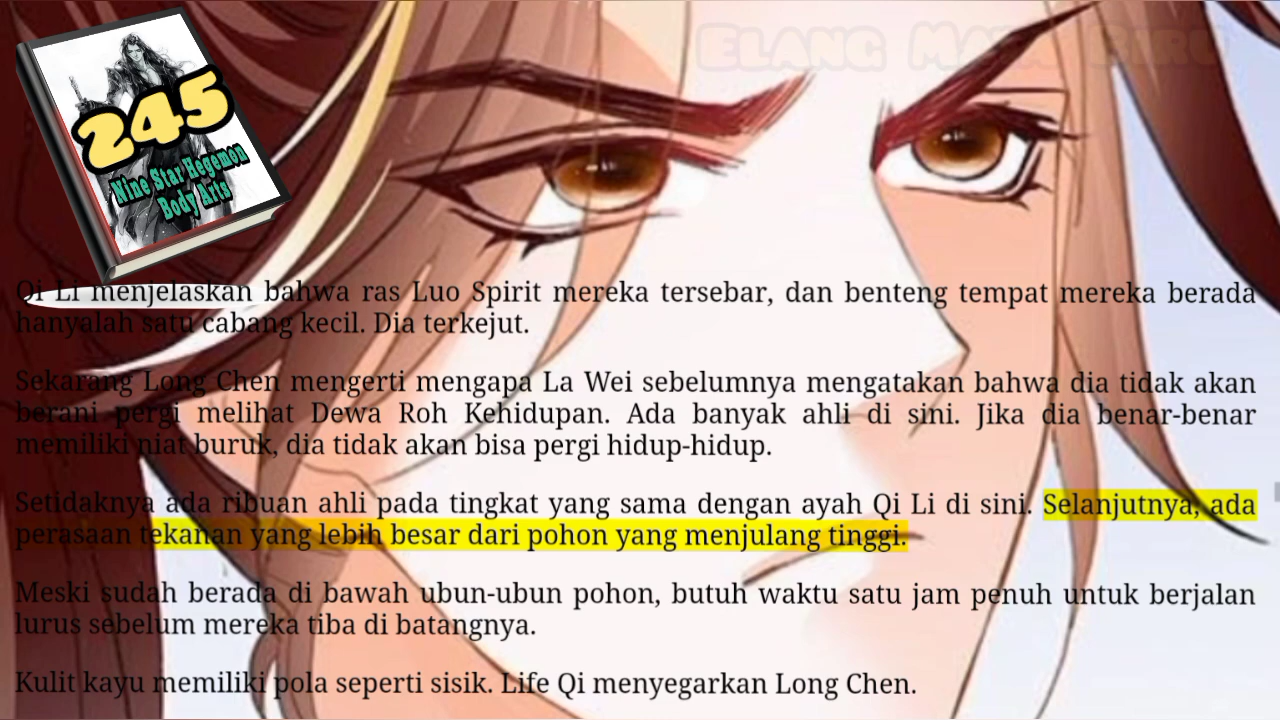 Elang Mata Biru
245
Nine Star Hegemon
Body Arts
Qi Li menjelaskan bahwa ras Luo Spirit mereka tersebar, dan benteng tempat mereka berada
hanyalah satu cabang kecil. Dia terkejut.
Sekarang Long Chen mengerti mengapa La Wei sebelumnya mengatakan bahwa dia tidak akan
berani pergi melihat Dewa Roh Kehidupan. Ada banyak ahli di sini. Jika dia benar-benar
memiliki niat buruk, dia tidak akan bisa pergi hidup-hidup.
Setidaknya ada ribuan ahli pada tingkat yang sama dengan ayah Qi Li di sini. Selanjutnya, ada
perasaan tekanan yang lebih besar dari pohon yang menjulang tinggi.
Meski sudah berada di bawah ubun-ubun pohon, butuh waktu satu jam penuh untuk berjalan
lurus sebelum mereka tiba di batangnya.
Kulit kayu memiliki pola seperti sisik. Life Qi menyegarkan Long Chen.